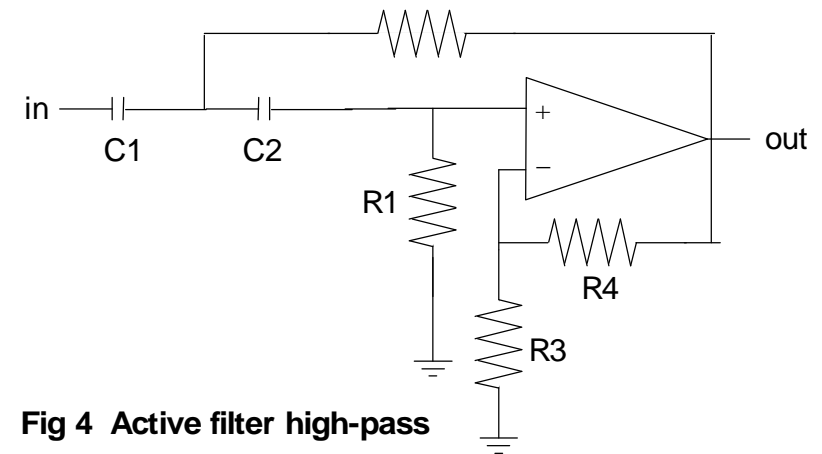 in
C1
C2
+
out
−
R1
R4
R3
Fig 4 Active filter high-pass